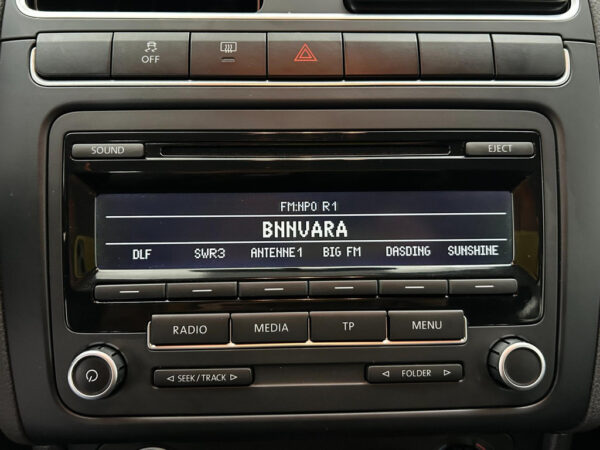 OFF
SOUND
EJECT
FM:NPO R1
BNNVARA
DLF SWR3 ANTENNE1 BIG FM DASDING SUNSHINE
RADIO MEDIA TP MENU
SEEK/TRACK
FOLDER